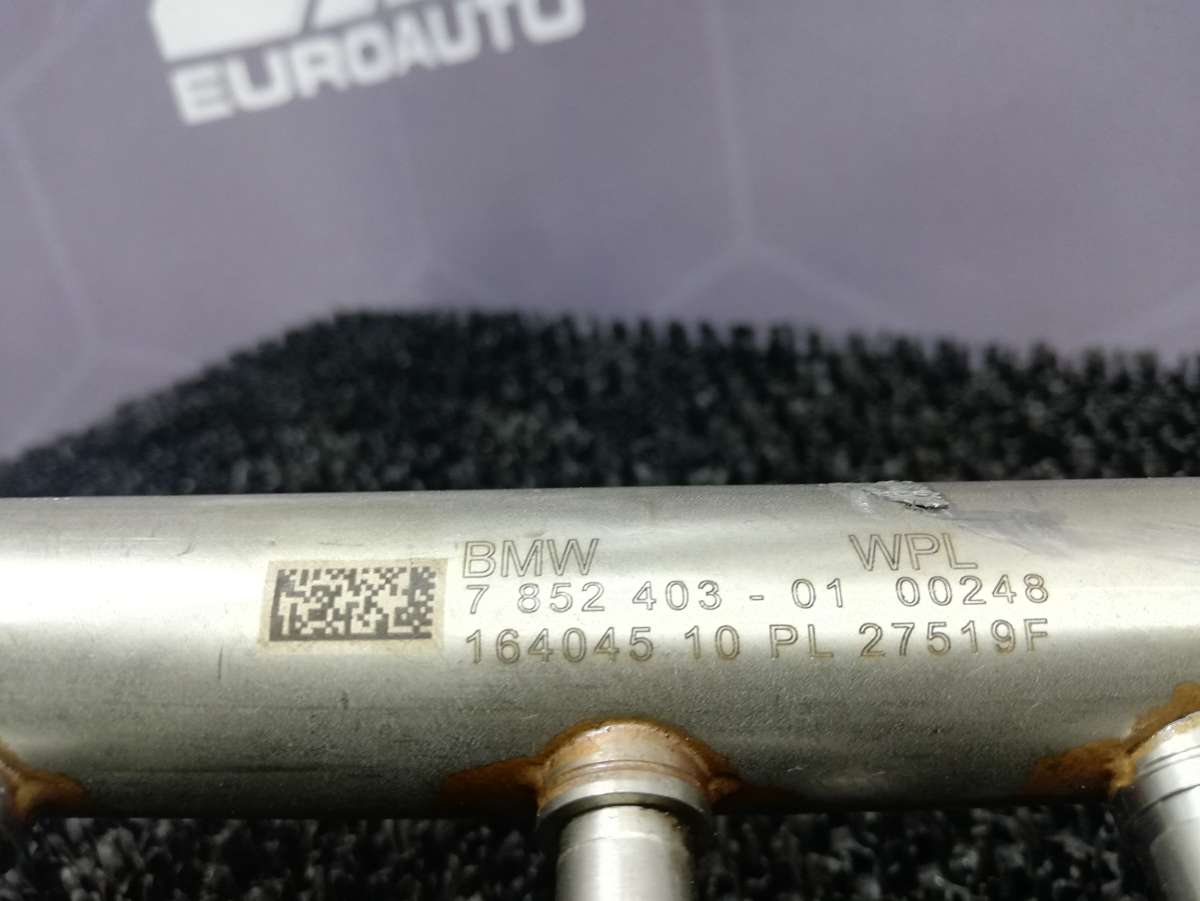 EUROAUTO
BMW WPL
7 852 403 - 01 00248
164045 10 PL 27519F